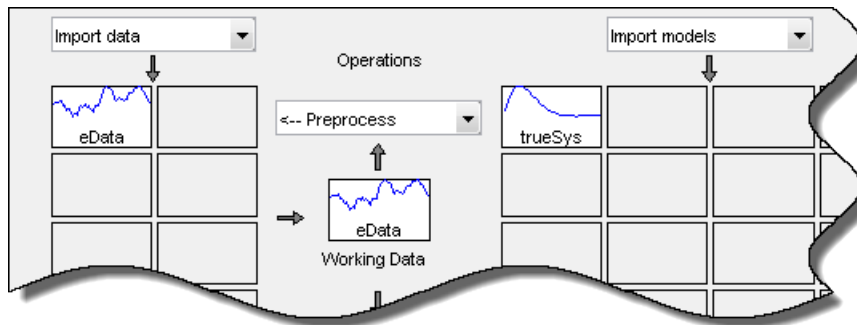 Import data
Import models
Operations
<-- Preprocess
eData
trueSys
eData
Working Data